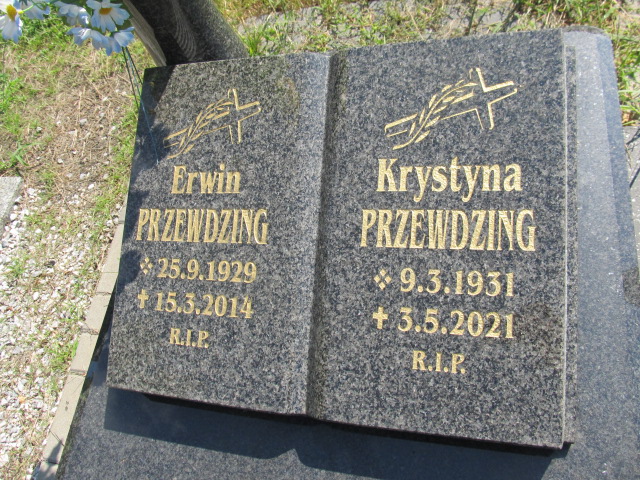 Erwin
PRZEWDZING
25.9.1929
15.3.2014
R.I.P.
Krystyna
PRZEWDZING
9.3.1931
3.5.2021
R.I.P.